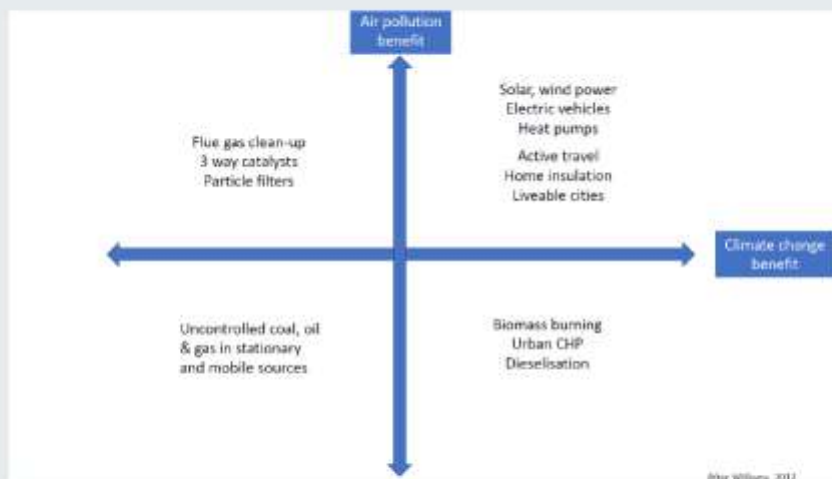 Air pollution
benefit
Solar, wind power
Electric vehicles
Heat pumps
Active travel
Home insulation
Liveable cities
Flue gas clean-up
3 way catalysts
Particle filters
Climate change
benefit
Uncontrolled coal, oil
& gas in stationary
and mobile sources
Biomass burning
Urban CHP
Dieselisation
Williams, 2012